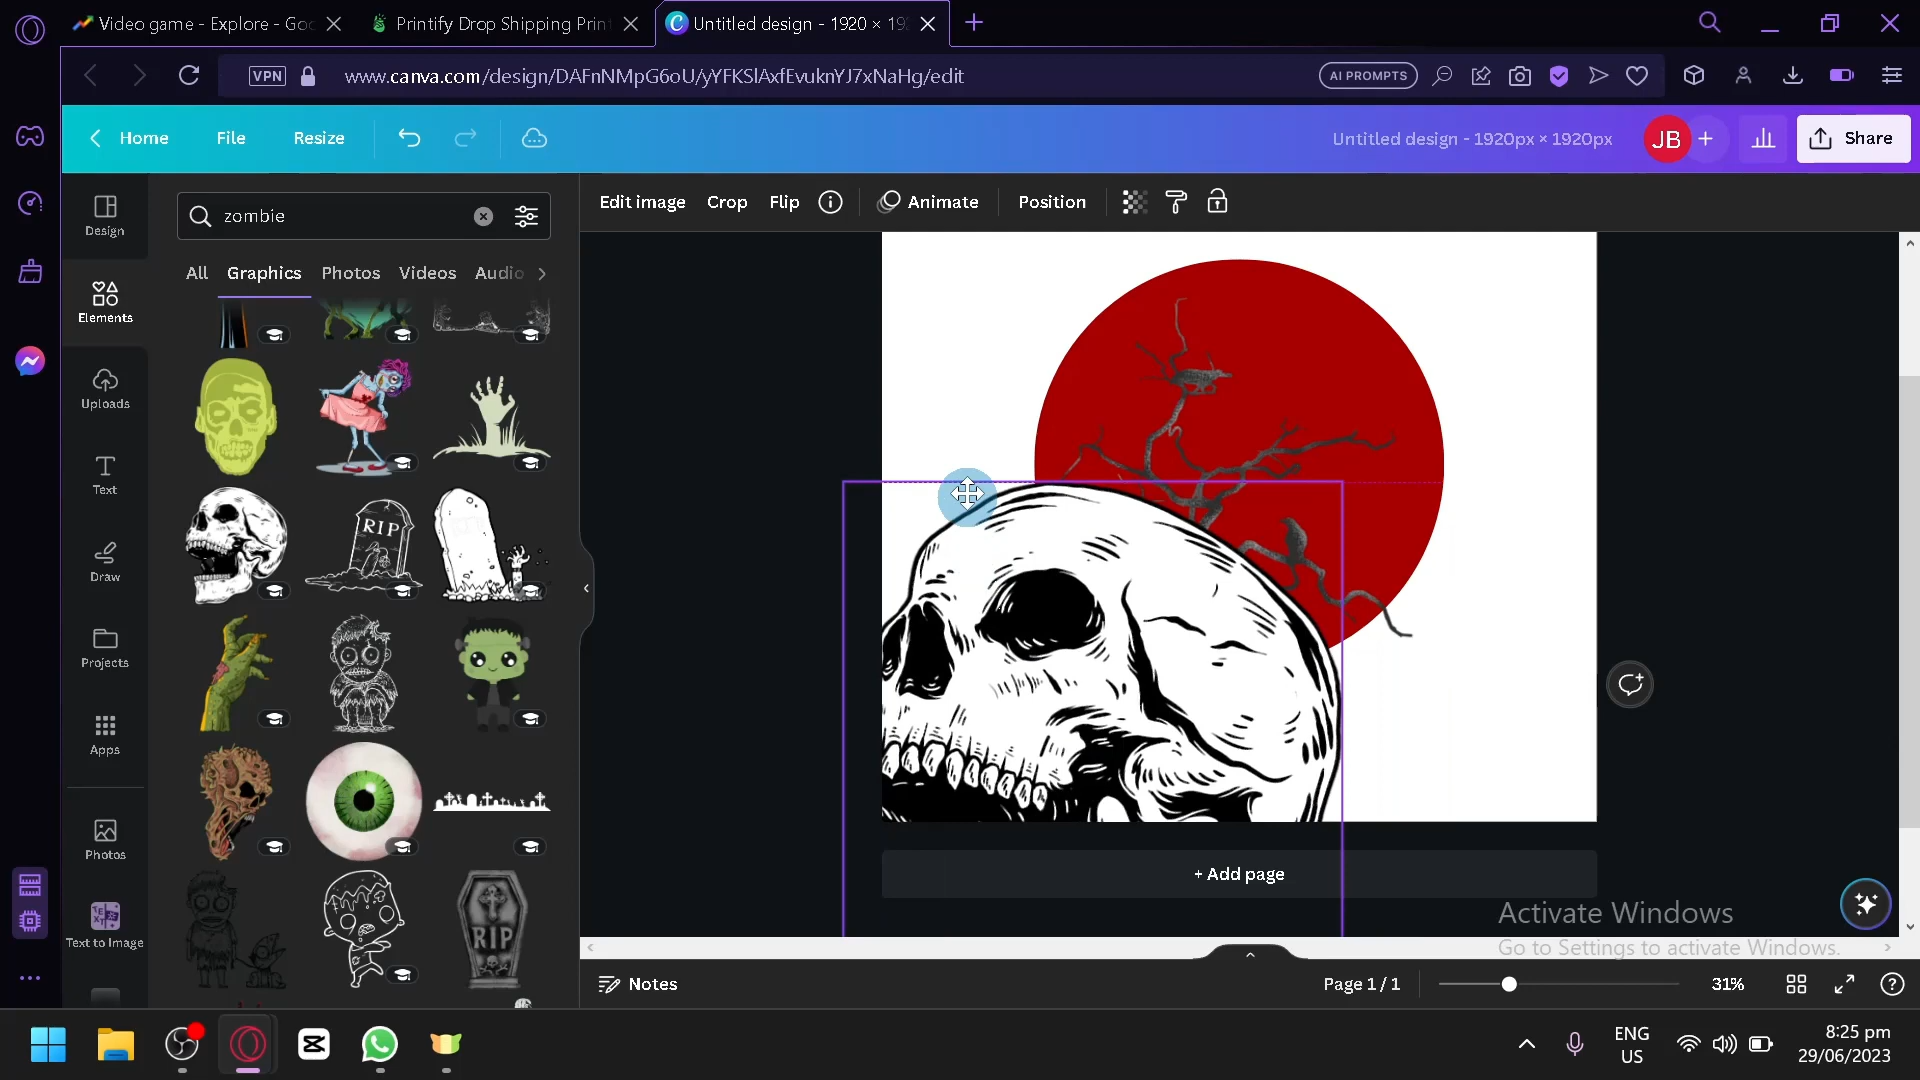 Video game - Explore - Goo
Printify Drop Shipping Print
Untitled design - 1920 × 192
VPN
www.canva.com/design/DAFnNMpG6oU/yYFKSlAxfEvuknYJ7xNaHg/edit
AI PROMPTS
Home
File
Resize
Untitled design - 1920px × 1920px
JB
Share
Design
Elements
Uploads
Text
Draw
Projects
Apps
Photos
Text to Image
zombie
All
Graphics
Photos
Videos
Audio
Edit image
Crop
Flip
Animate
Position
RIP
RIP
+ Add page
Activate Windows
Go to Settings to activate Windows.
Notes
Page 1 / 1
31%
ENG
US
8:25 pm
29/06/2023